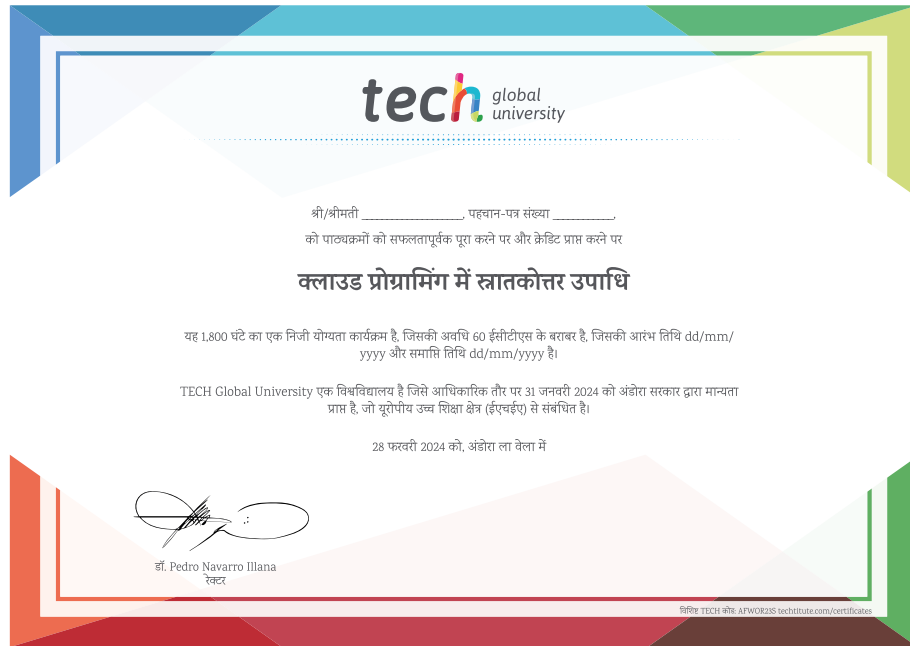 tech global university
श्री/श्रीमती ____________________, पहचान-पत्र संख्या ____________,
को पाठ्यक्रमों को सफलतापूर्वक पूरा करने पर और क्रेडिट प्राप्त करने पर
क्लाउड प्रोग्रामिंग में स्नातकोत्तर उपाधि
यह 1,800 घंटे का एक निजी योग्यता कार्यक्रम है, जिसकी अवधि 60 ईसीटीएस के बराबर है, जिसकी आरंभ तिथि dd/mm/
yyyy और समाप्ति तिथि dd/mm/yyyy है।
TECH Global University एक विश्वविद्यालय है जिसे आधिकारिक तौर पर 31 जनवरी 2024 को अंडोरा सरकार द्वारा मान्यता
प्राप्त है, जो यूरोपीय उच्च शिक्षा क्षेत्र (ईएचईए) से संबंधित है।
28 फरवरी 2024 को, अंडोरा ला वेला में
डॉ. Pedro Navarro Illana
रेक्टर
विशिष्ट TECH कोड: AFWOR23S techtitute.com/certificates